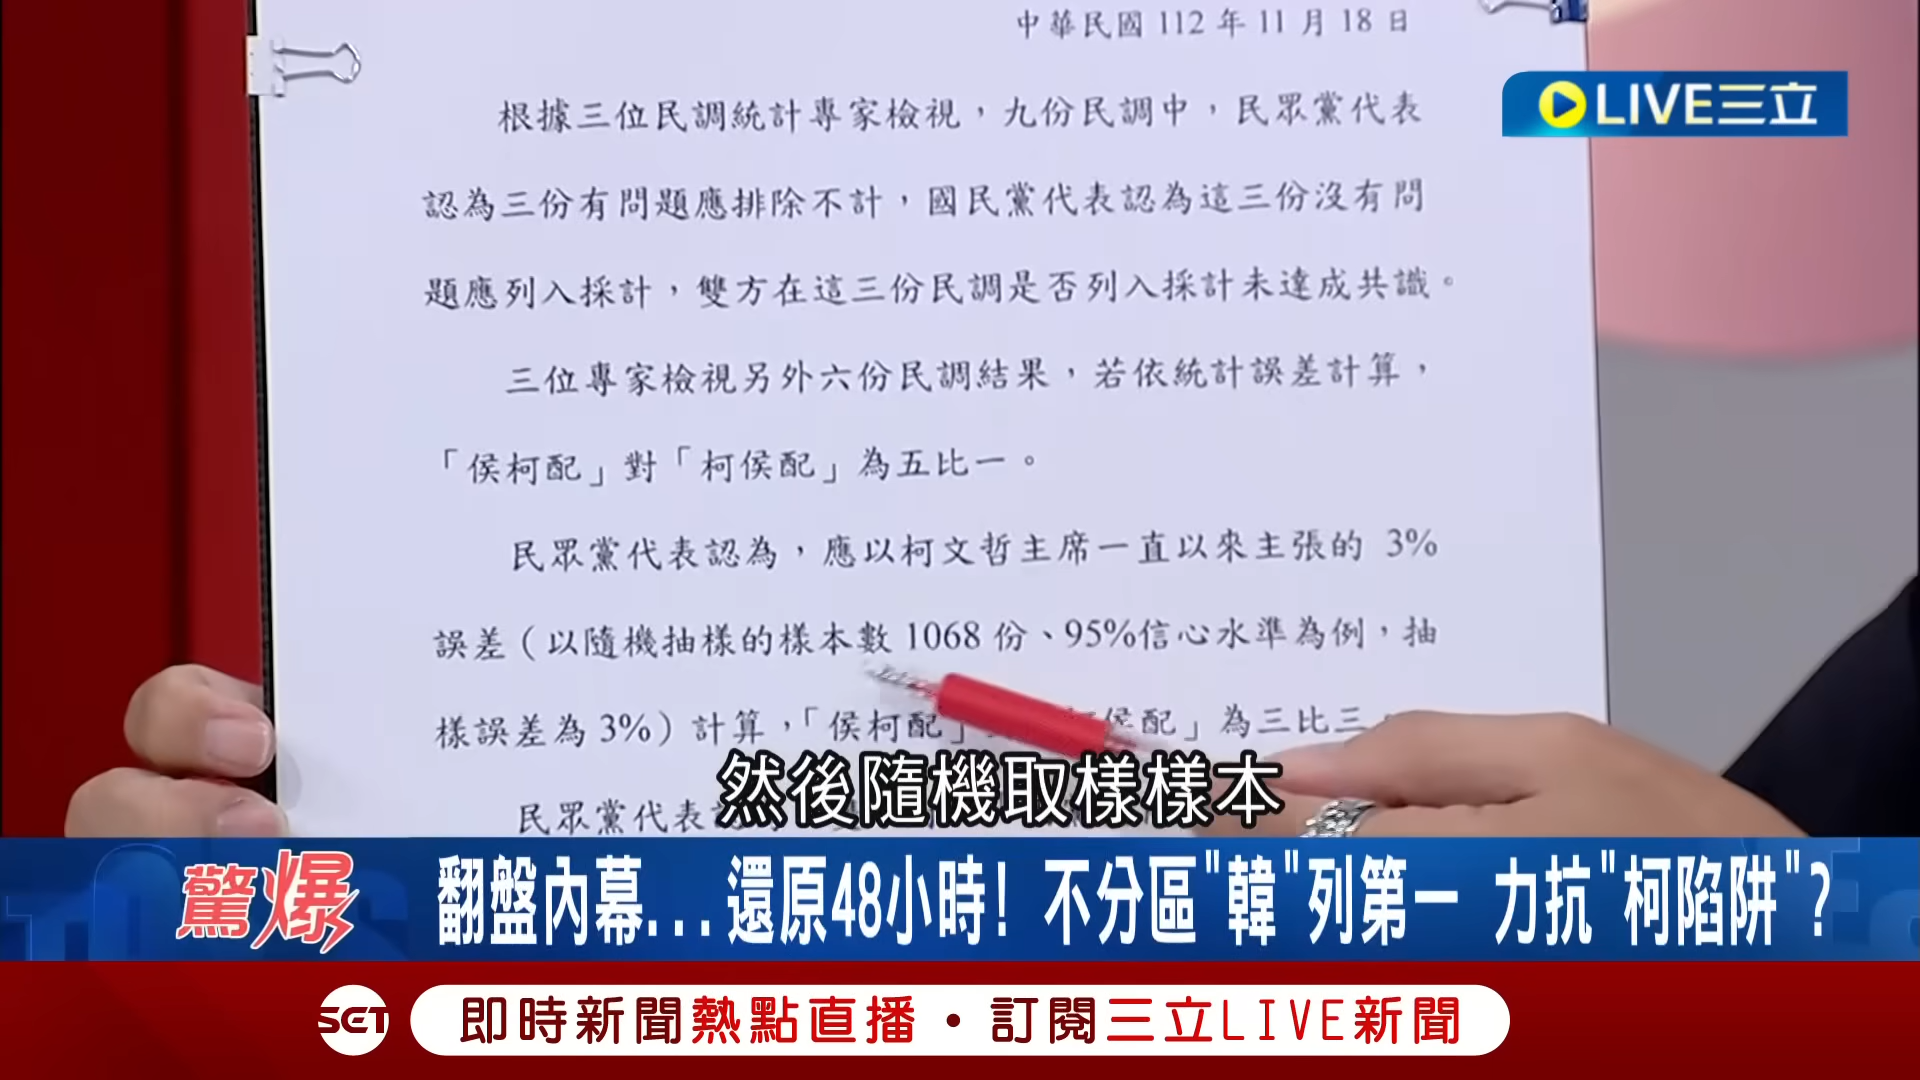 中華民國 112 年 11 月 18 日
LIVE三立
根據三位民調統計專家檢視，九份民調中，民眾黨代表
認為三份有問題應排除不計，國民黨代表認為這三份沒有問
題應列入採計，雙方在這三份民調是否列入採計未達成共識。
三位專家檢視另外六份民調結果，若依統計誤差計算，
「侯柯配」對「柯侯配」為五比一。
民眾黨代表認為，應以柯文哲主席一直以來主張的 3%
誤差（以隨機抽樣的樣本數 1068 份、95%信心水準為例，抽
樣誤差為 3%）計算，「侯柯配」 侯配」為三比三
民眾黨代表
然後隨機取樣樣本
驚爆
翻盤內幕...還原48小時! 不分區"韓"列第一 力抗"柯陷阱"?
SET 即時新聞熱點直播・訂閱三立LIVE新聞